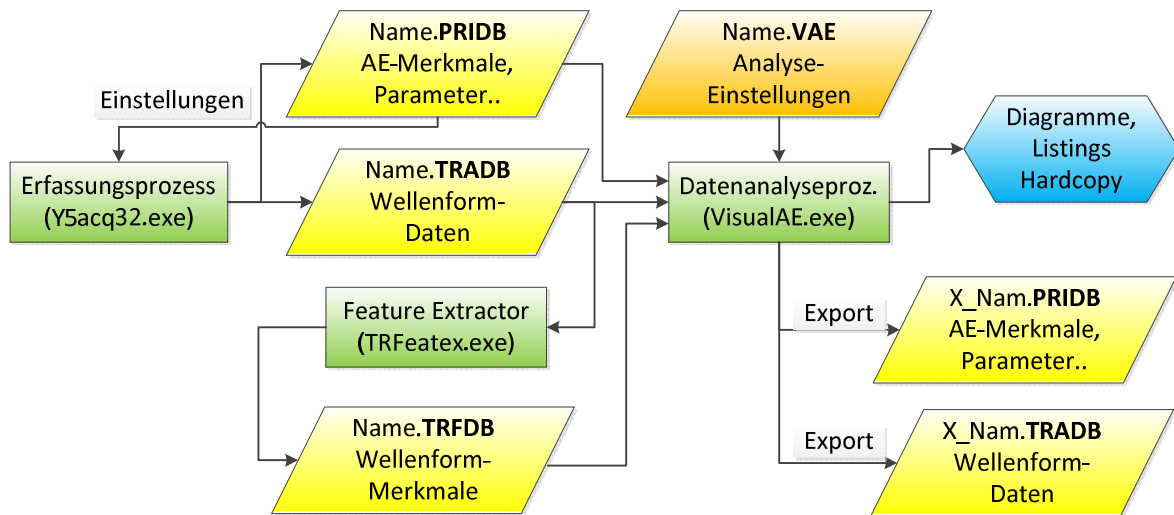 Name.PRIDB
AE-Merkmale,
Parameter..
Name.VAE
Analyse-
Einstellungen
Einstellungen
Diagramme,
Listings
Hardcopy
Erfassungsprozess
(Y5acq32.exe)
Name.TRADB
Wellenform-
Daten
Datenanalyseproz.
(VisualAE.exe)
Feature Extractor
(TRFeatex.exe)
Export
X_Nam.PRIDB
AE-Merkmale,
Parameter..
Name.TRFDB
Wellenform-
Merkmale
Export
X_Nam.TRADB
Wellenform-
Daten